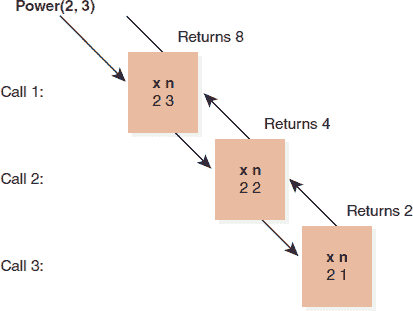 Power(2, 3)
Returns 8
Call 1:
x n
2 3
Returns 4
Call 2:
x n
2 2
Returns 2
Call 3:
x n
2 1